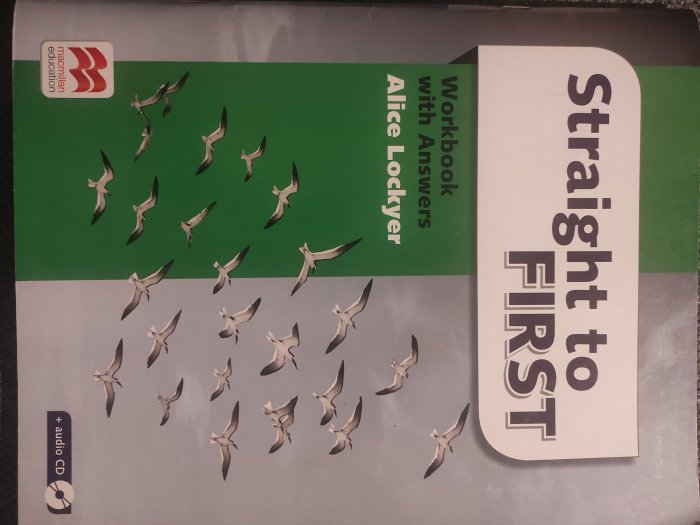 Straight to
FIRST
Workbook
with Answers
Alice Lockyer
macmillan
education
+ audio CD